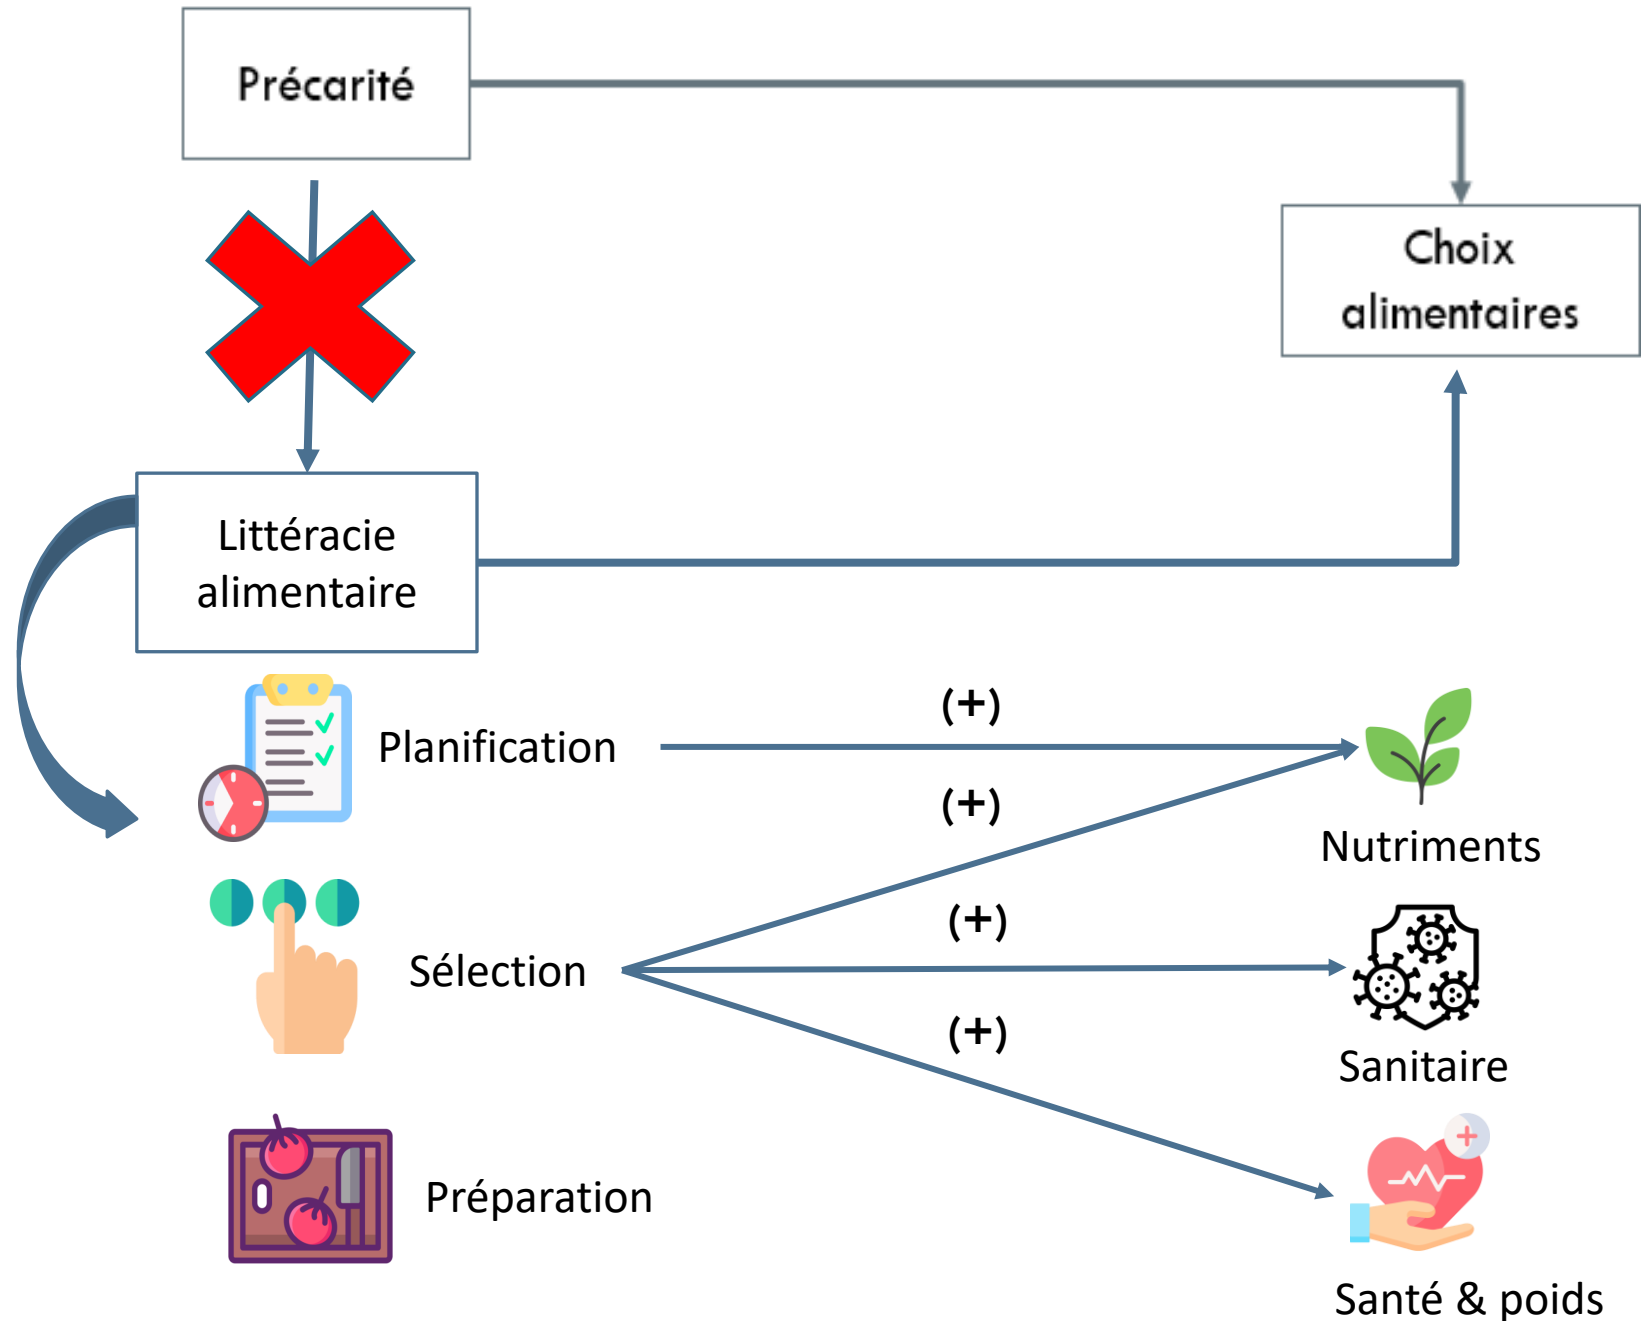 Précarité
Choix
alimentaires
Littéracie
alimentaire
(+)
Planification
(+)
Nutriments
(+)
Sélection
(+)
Sanitaire
Préparation
Santé & poids